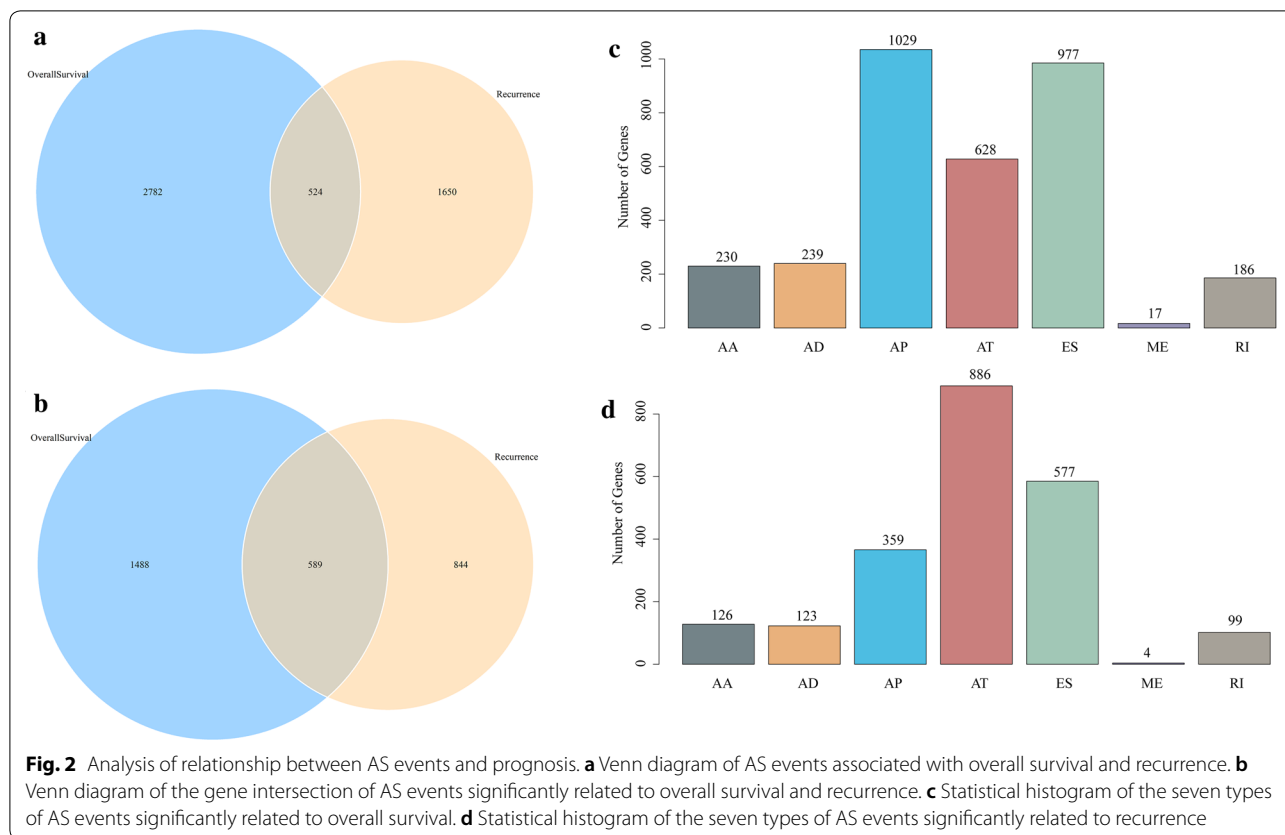 a
OverallSurvival
Recurrence
2782
524
1650
b
OverallSurvival
Recurrence
1488
589
844
c
Number of Genes
0
200
400
600
800
1000
230
239
1029
628
977
17
186
AA
AD
AP
AT
ES
ME
RI
d
Number of Genes
0
200
400
600
800
126
123
359
886
577
4
99
AA
AD
AP
AT
ES
ME
RI
Fig. 2 Analysis of relationship between AS events and prognosis. a Venn diagram of AS events associated with overall survival and recurrence. b
Venn diagram of the gene intersection of AS events significantly related to overall survival and recurrence. c Statistical histogram of the seven types
of AS events significantly related to overall survival. d Statistical histogram of the seven types of AS events significantly related to recurrence